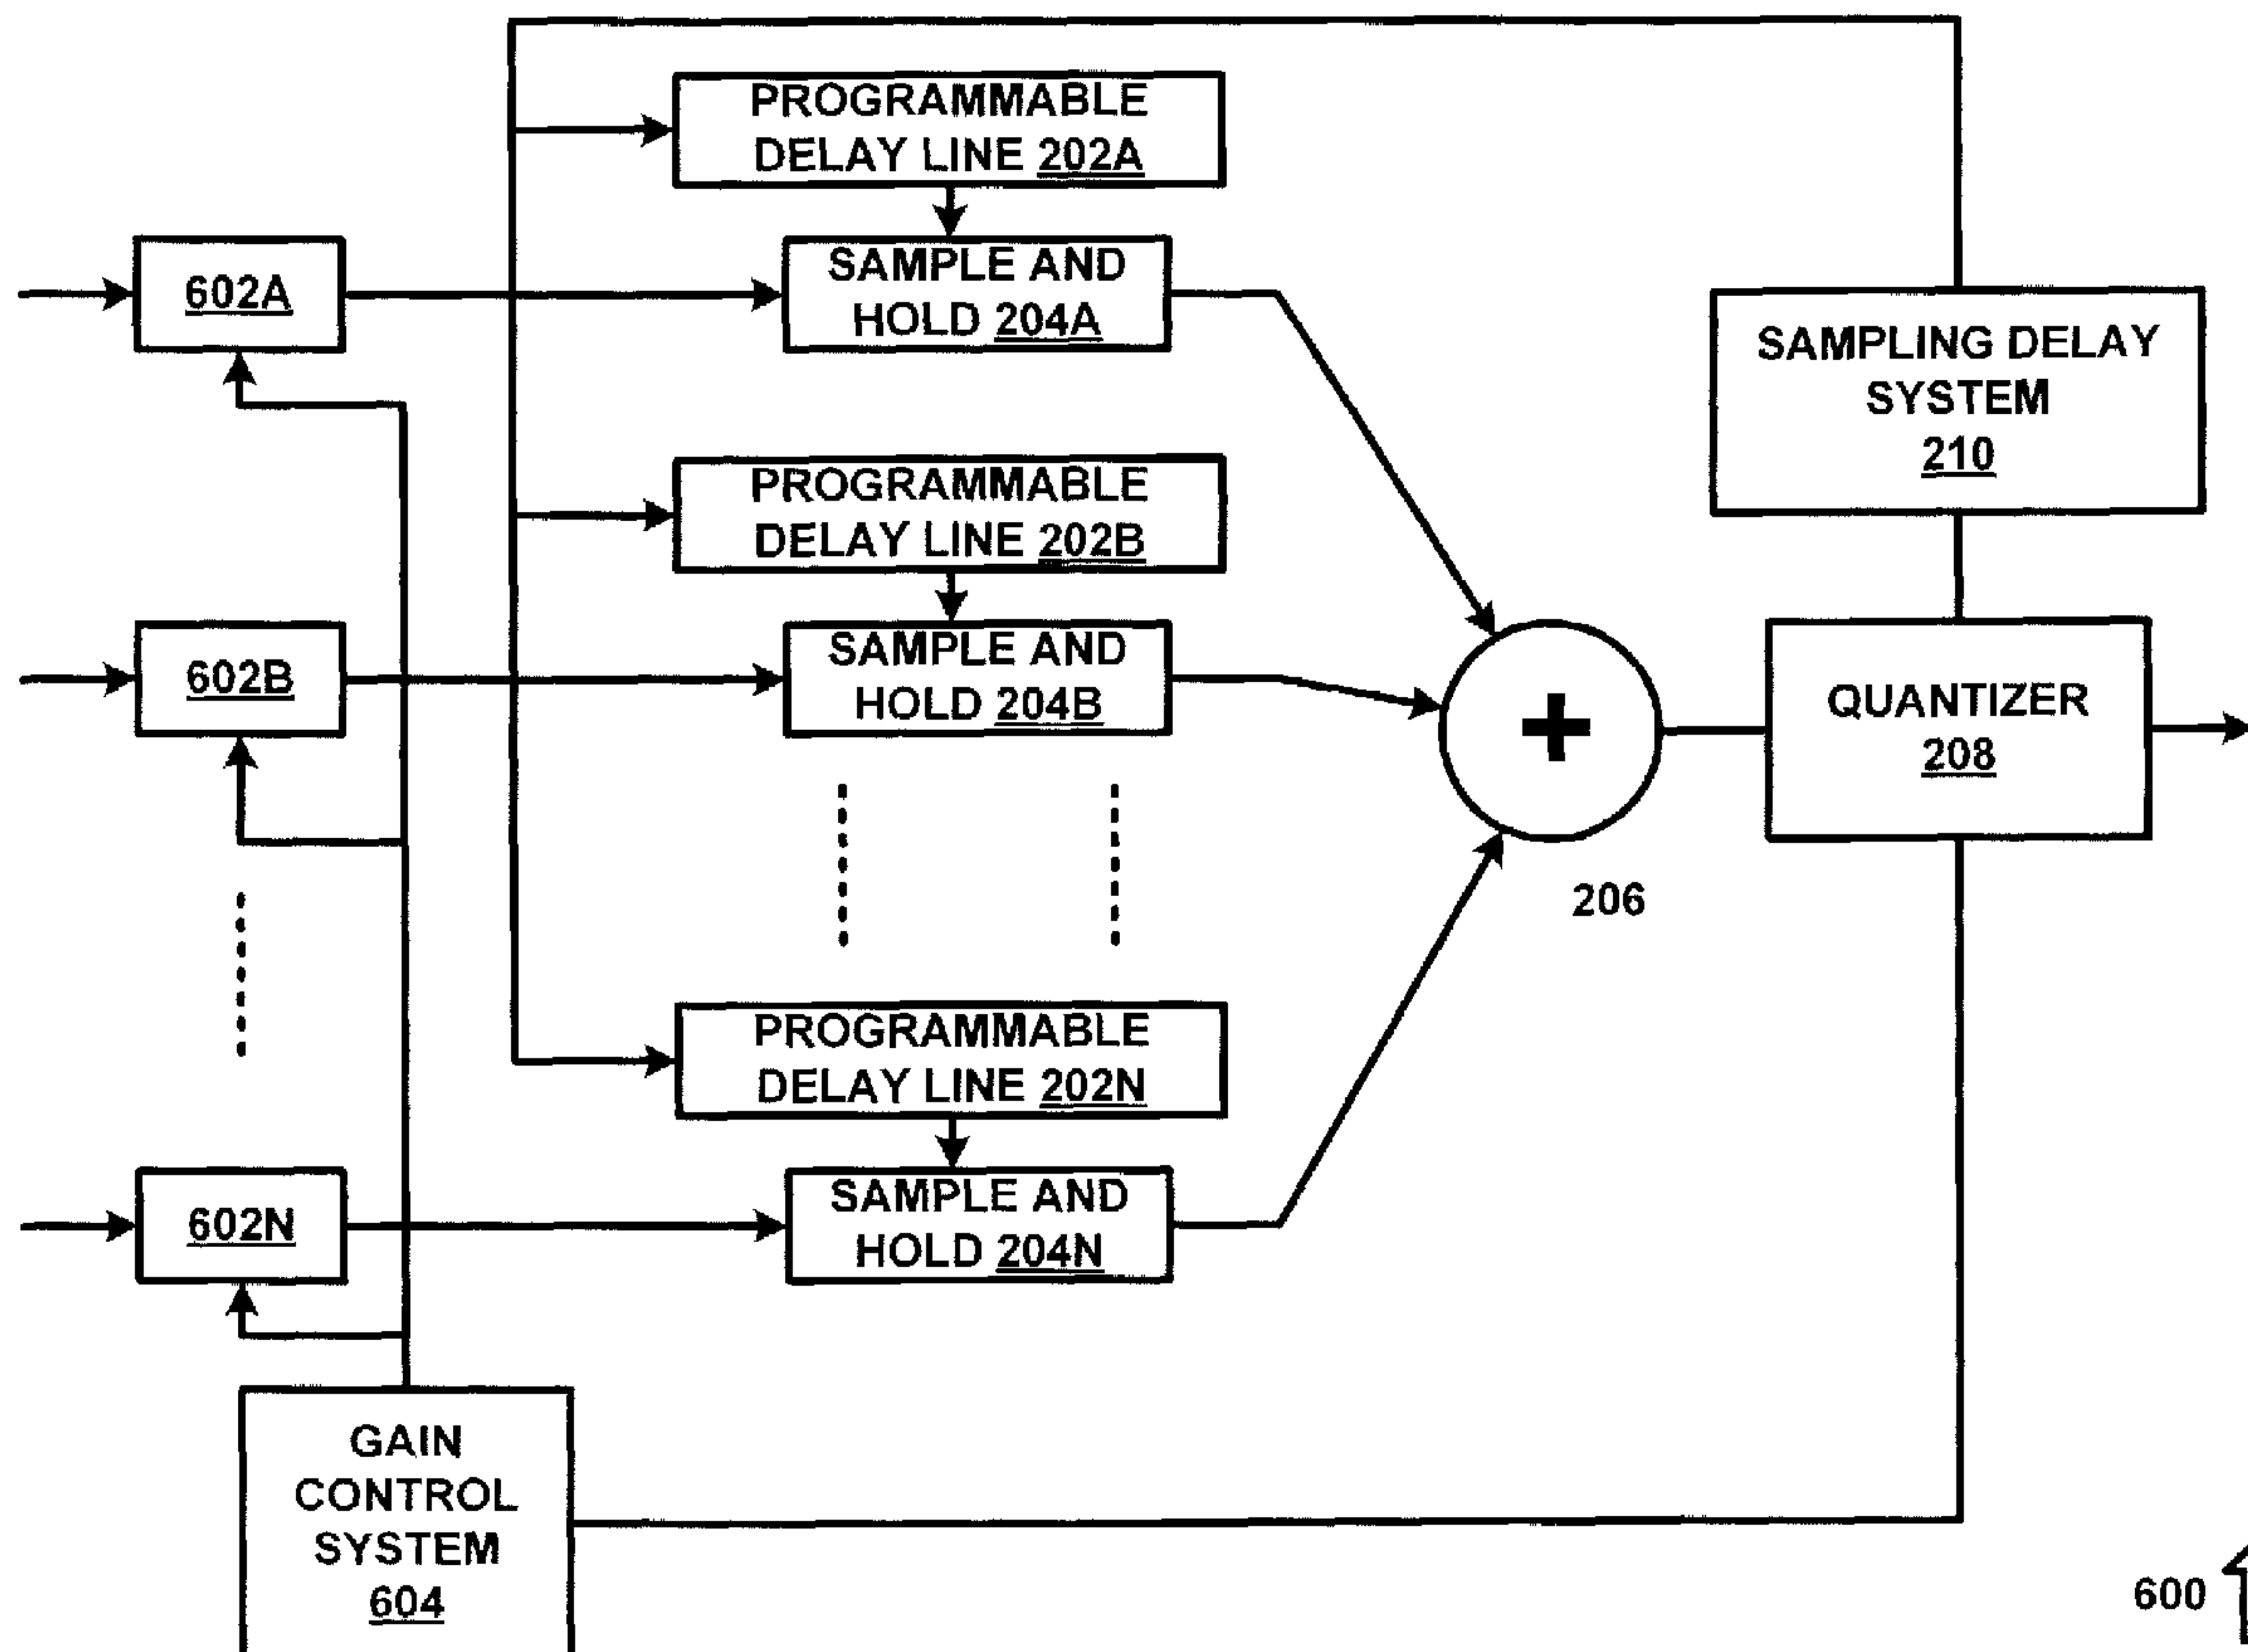 PROGRAMMABLE
DELAY LINE 202A
602A
SAMPLE AND
HOLD 204A
SAMPLING DELAY
SYSTEM
210
PROGRAMMABLE
DELAY LINE 202B
602B
SAMPLE AND
HOLD 204B
+
QUANTIZER
208
206
PROGRAMMABLE
DELAY LINE 202N
602N
SAMPLE AND
HOLD 204N
GAIN
CONTROL
SYSTEM
604
600